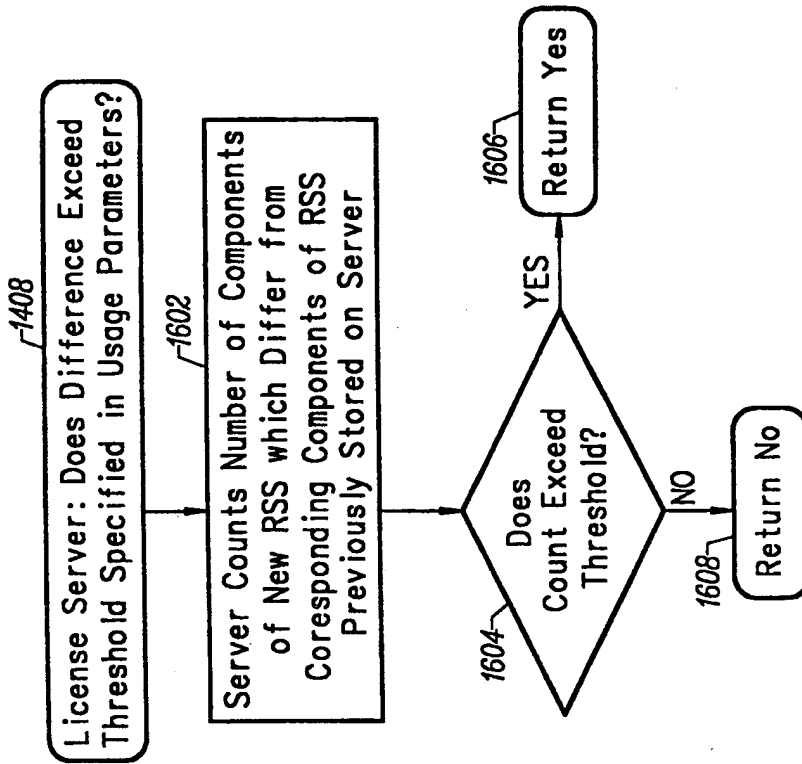 1408
License Server: Does Difference Exceed
Threshold Specified in Usage Parameters?
1602
Server Counts Number of Components
of New RSS which Differ from
Coresponding Components of RSS
Previously Stored on Server
1604
Does
Count Exceed
Threshold?
YES
1606
Return Yes
NO
1608
Return No